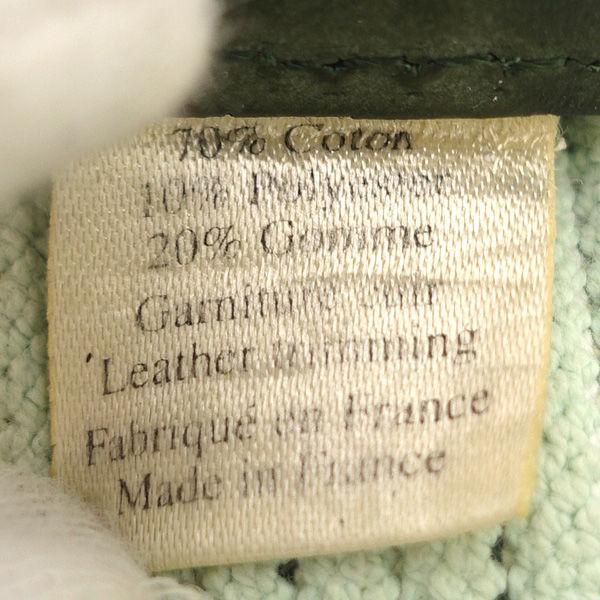 70% Coton
10% Polyester
20% Gomme
Garniture cuir
Leather trimming
Fabriqué en France
Made in France